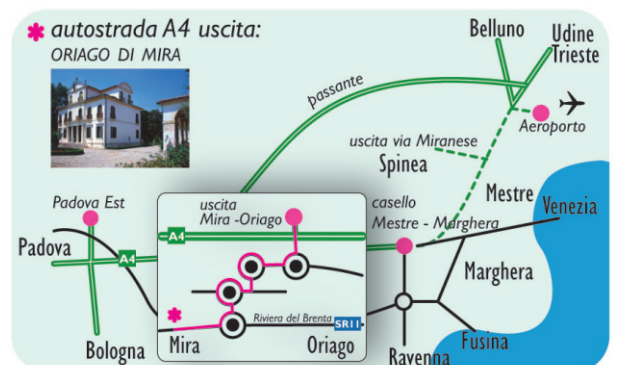 * autostrada A4 uscita:
ORIAGO DI MIRA
Belluno
Udine
Trieste
passante
Aeroporto
uscita via Miranese
Spinea
Padova Est
uscita
Mira -Oriago
casello
Mestre - Marghera
Mestre
Venezia
Padova
A4
A4
Marghera
Riviera del Brenta
SR11
Bologna
Mira
Oriago
Ravenna
Fusina